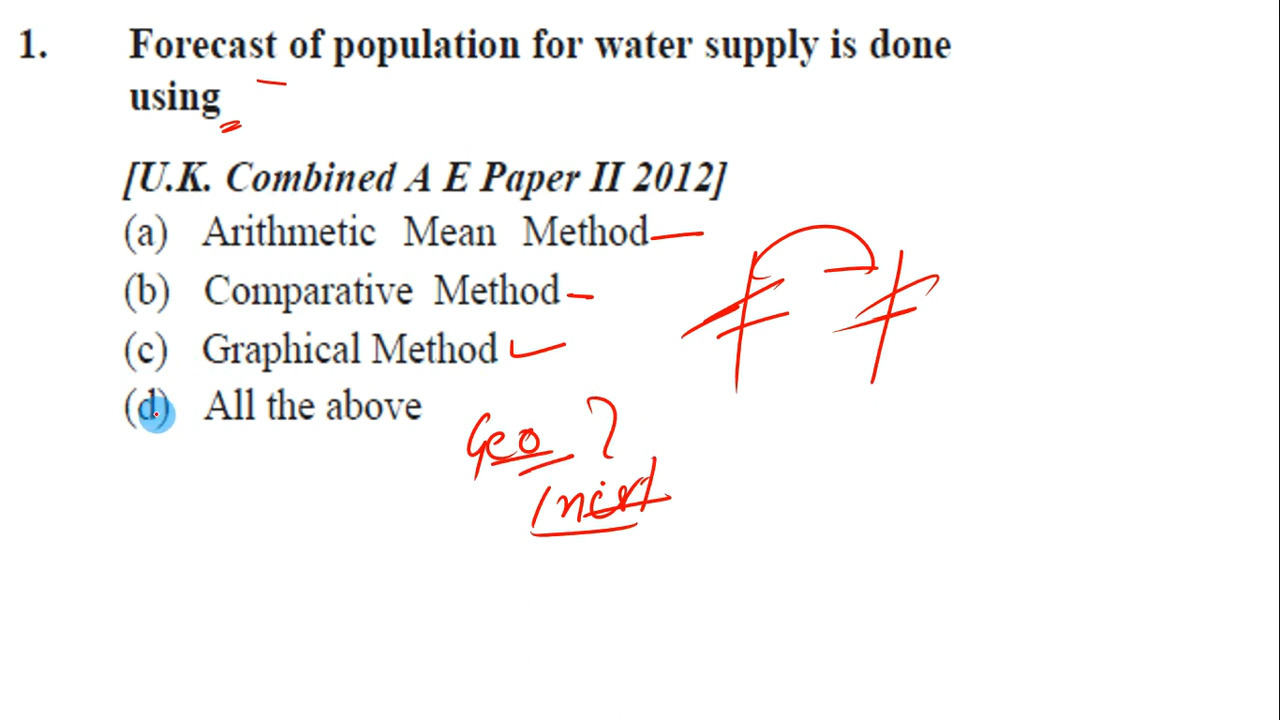 1. Forecast of population for water supply is done
using
[U.K. Combined A E Paper II 2012]
(a) Arithmetic Mean Method
(b) Comparative Method
(c) Graphical Method
(d) All the above
Geo ?